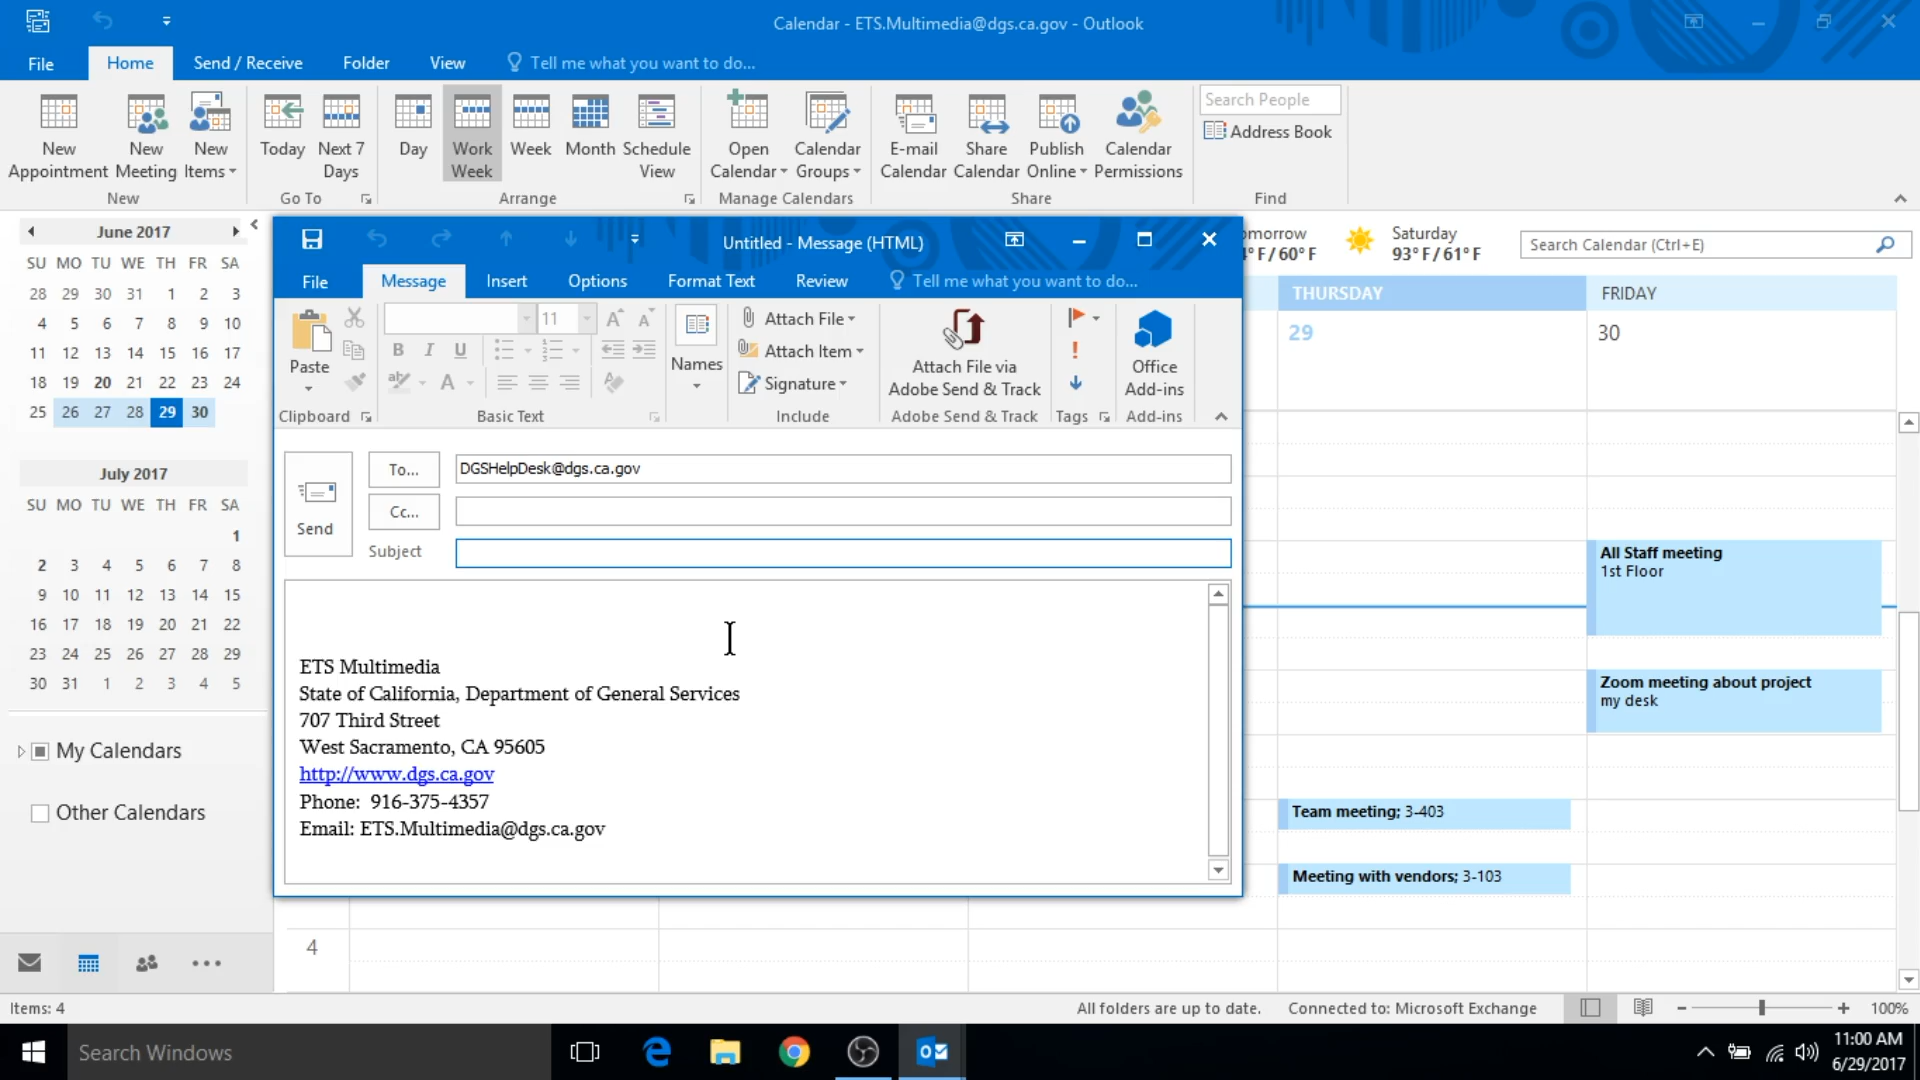 Calendar - ETS.Multimedia@dgs.ca.gov - Outlook
File Home Send / Receive Folder View Tell me what you want to do...
New Appointment
New Meeting
New Items
Today
Next 7 Days
Day
Work Week
Week
Month
Schedule View
Open Calendar
Calendar Groups
E-mail Calendar
Share Calendar
Publish Online
Calendar Permissions
Search People
Address Book
New Go To Arrange Manage Calendars Share Find
June 2017
SU MO TU WE TH FR SA
28 29 30 31 1 2 3
4 5 6 7 8 9 10
11 12 13 14 15 16 17
18 19 20 21 22 23 24
25 26 27 28 29 30
July 2017
SU MO TU WE TH FR SA
1
2 3 4 5 6 7 8
9 10 11 12 13 14 15
16 17 18 19 20 21 22
23 24 25 26 27 28 29
30 31 1 2 3 4 5
My Calendars
Other Calendars
Untitled - Message (HTML)
File Message Insert Options Format Text Review Tell me what you want to do...
Paste
11
B I U
A
Names
Attach File
Attach Item
Signature
Attach File via
Adobe Send & Track
Office
Add-ins
Clipboard Basic Text Include Adobe Send & Track Tags Add-ins
Send
To... DGSHelpDesk@dgs.ca.gov
Cc...
Subject
ETS Multimedia
State of California, Department of General Services
707 Third Street
West Sacramento, CA 95605
http://www.dgs.ca.gov
Phone: 916-375-4357
Email: ETS.Multimedia@dgs.ca.gov
omorrow
4° F / 60° F
Saturday
93° F / 61° F
Search Calendar (Ctrl+E)
THURSDAY FRIDAY
29 30
All Staff meeting
1st Floor
Zoom meeting about project
my desk
Team meeting; 3-403
Meeting with vendors; 3-103
4
Items: 4 All folders are up to date. Connected to: Microsoft Exchange 100%
Search Windows
11:00 AM
6/29/2017